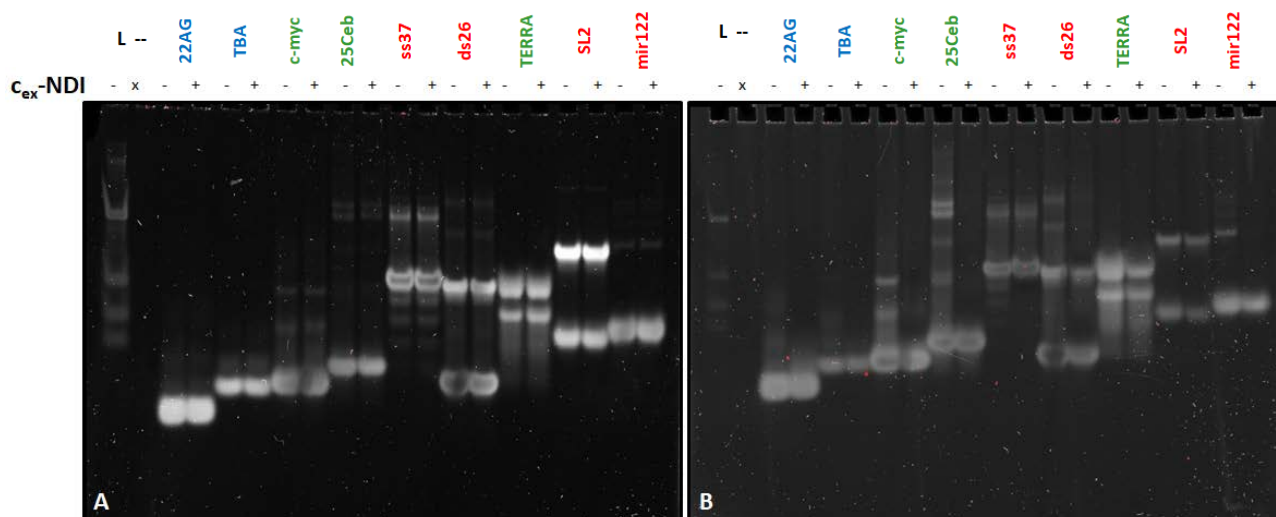 L -- 22AG TBA c-myc 25Ceb ss37 ds26 TERRA SL2 mir122 L -- 22AG TBA c-myc 25Ceb ss37 ds26 TERRA SL2 mir122
cex-NDI - x - + - + - + - + - + - + - + - + - + - x - + - + - + - + - + - + - + - + - +
A B